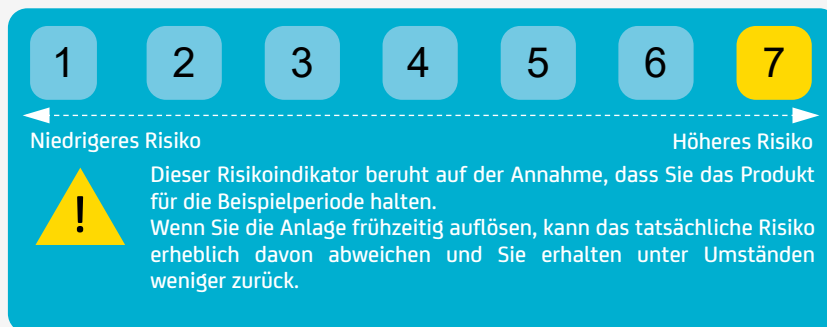 1 2 3 4 5 6 7
Niedrigeres Risiko Höheres Risiko
Dieser Risikoindikator beruht auf der Annahme, dass Sie das Produkt
für die Beispielperiode halten.
Wenn Sie die Anlage frühzeitig auflösen, kann das tatsächliche Risiko
erheblich davon abweichen und Sie erhalten unter Umständen
weniger zurück.
!